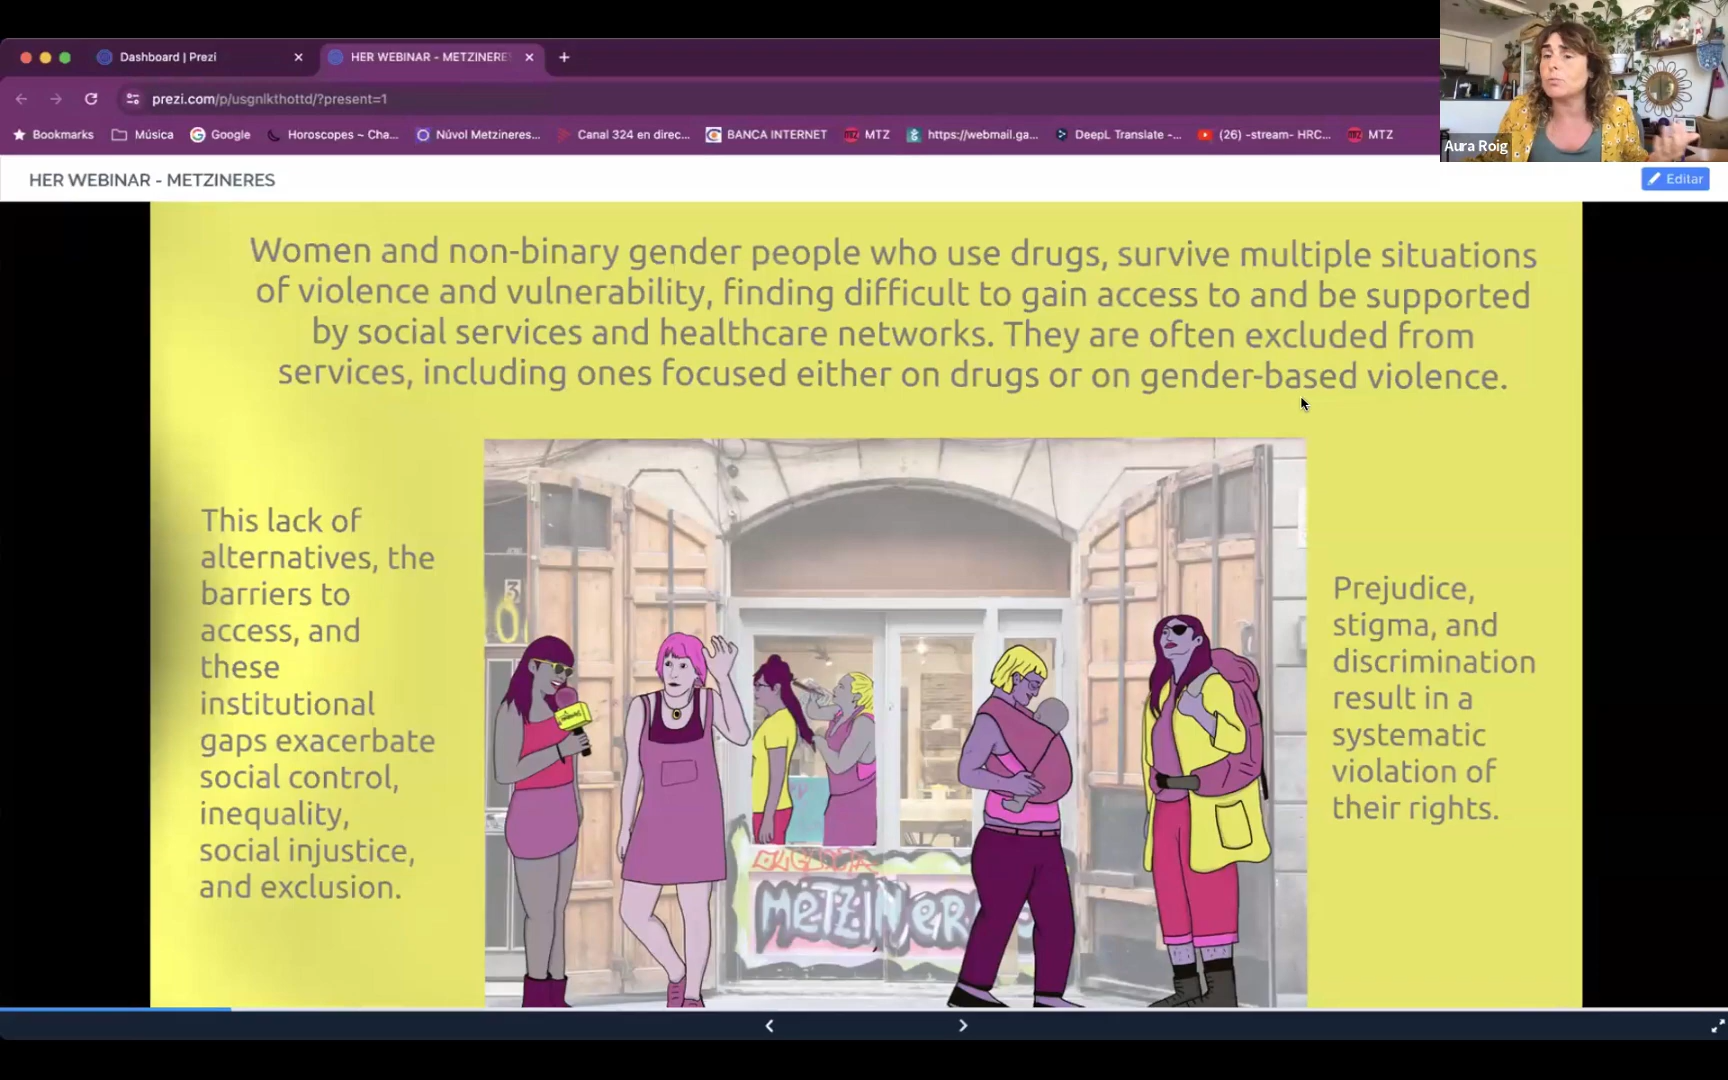 Dashboard | Prezi
HER WEBINAR - METZINERES
prezi.com/p/usgnlkthottd/?present=1
Bookmarks Música Google Horoscopes ~ Cha... Núvol Metzineres... Canal 324 en direc... BANCA INTERNET MTZ https://webmail.ga... DeepL Translate -... (26) -stream- HRC... MTZ
Aura Roig
HER WEBINAR - METZINERES
Editar
Women and non-binary gender people who use drugs, survive multiple situations
of violence and vulnerability, finding difficult to gain access to and be supported
by social services and healthcare networks. They are often excluded from
services, including ones focused either on drugs or on gender-based violence.
This lack of
alternatives, the
barriers to
access, and
these
institutional
gaps exacerbate
social control,
inequality,
social injustice,
and exclusion.
Prejudice,
stigma, and
discrimination
result in a
systematic
violation of
their rights.
3
METZINER